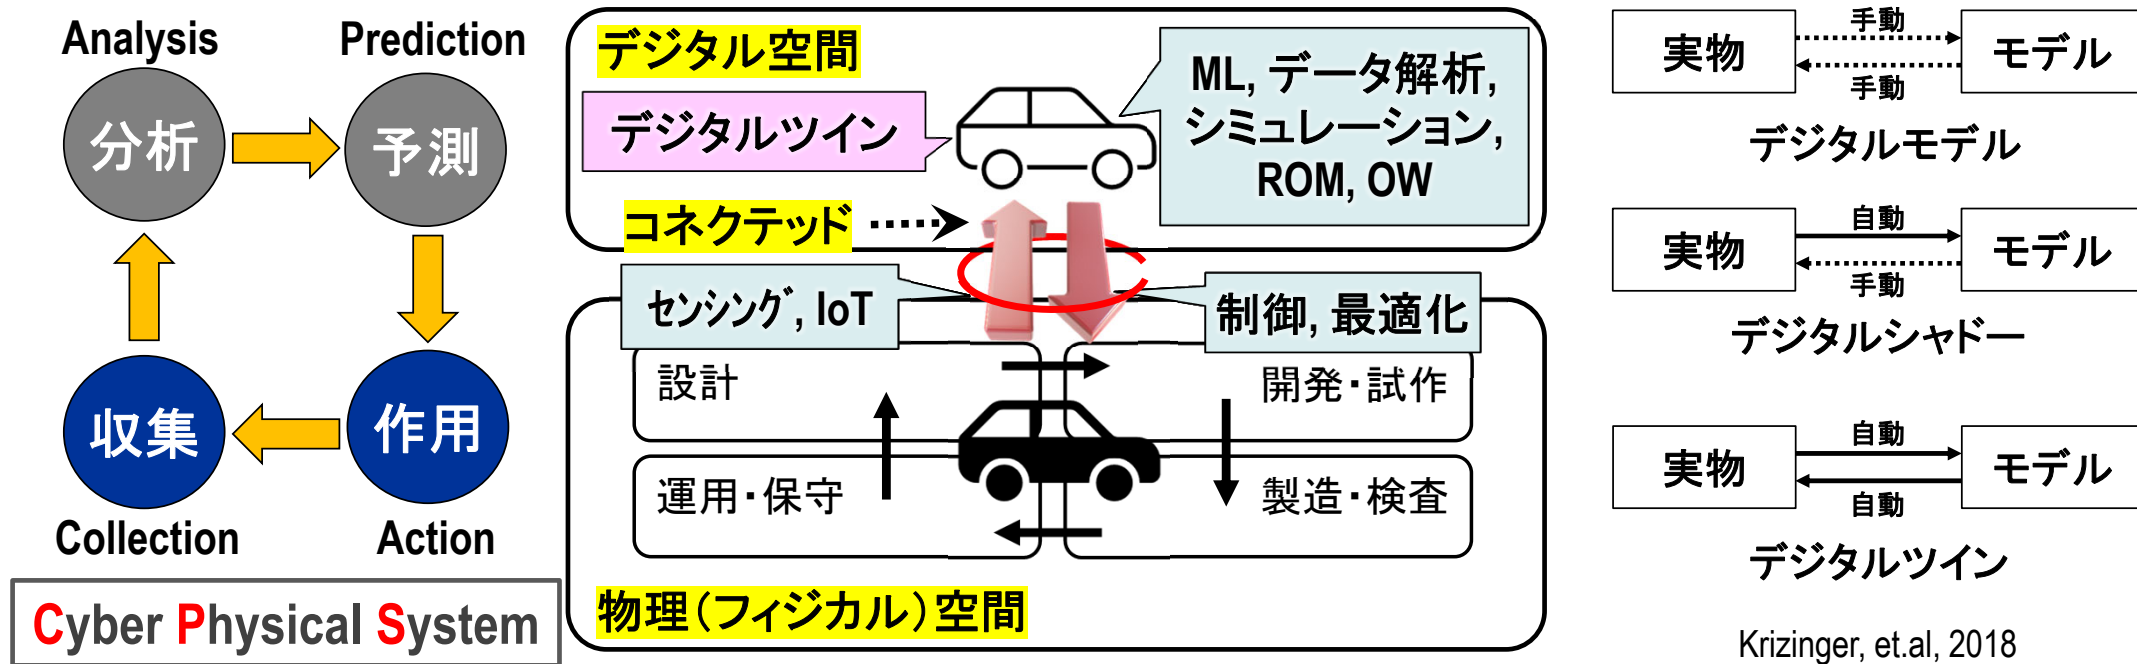 Analysis
Prediction
分析
予測
収集
作用
Collection
Action
Cyber Physical System
デジタル空間
デジタルツイン
ML, データ解析,
シミュレーション,
ROM, OW
コネクテッド
センシング, IoT
制御, 最適化
設計
開発・試作
運用・保守
製造・検査
物理(フィジカル)空間
実物
手動
手動
モデル
デジタルモデル
実物
自動
手動
モデル
デジタルシャドー
実物
自動
自動
モデル
デジタルツイン
Krizinger, et.al, 2018